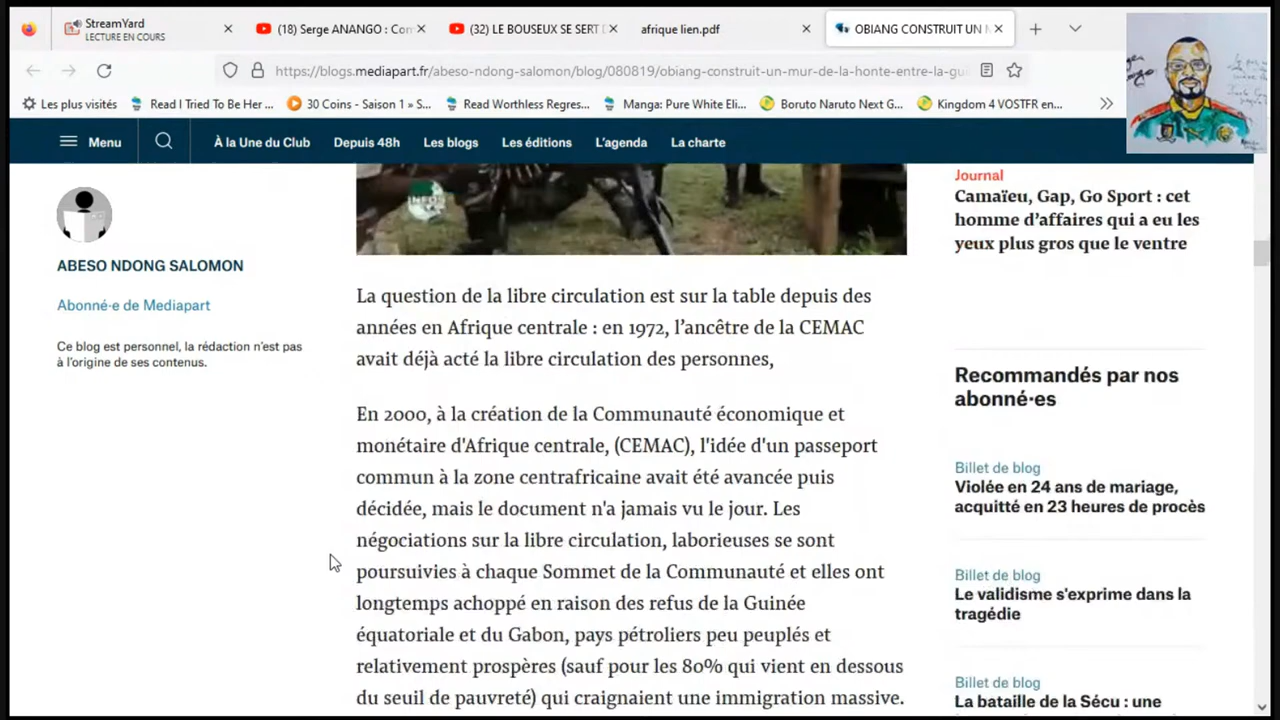 StreamYard
LECTURE EN COURS
(18) Serge ANANGO : Con
(32) LE BOUSEUX SE SERT D
afrique lien.pdf
OBIANG CONSTRUIT UN M
https://blogs.mediapart.fr/abeso-ndong-salomon/blog/080819/obiang-construit-un-mur-de-la-honte-entre-la-gu
Les plus visités
Read I Tried To Be Her ...
30 Coins - Saison 1 » S...
Read Worthless Regres...
Manga: Pure White Eli...
Boruto Naruto Next G...
Kingdom 4 VOSTFR en...
Menu
À la Une du Club
Depuis 48h
Les blogs
Les éditions
L'agenda
La charte
INFOS
ABESO NDONG SALOMON
Abonné·e de Mediapart
Ce blog est personnel, la rédaction n'est pas
à l'origine de ses contenus.
La question de la libre circulation est sur la table depuis des
années en Afrique centrale : en 1972, l'ancêtre de la CEMAC
avait déjà acté la libre circulation des personnes,
En 2000, à la création de la Communauté économique et
monétaire d'Afrique centrale, (CEMAC), l'idée d'un passeport
commun à la zone centrafricaine avait été avancée puis
décidée, mais le document n'a jamais vu le jour. Les
négociations sur la libre circulation, laborieuses se sont
poursuivies à chaque Sommet de la Communauté et elles ont
longtemps achoppé en raison des refus de la Guinée
équatoriale et du Gabon, pays pétroliers peu peuplés et
relativement prospères (sauf pour les 80% qui vient en dessous
du seuil de pauvreté) qui craignaient une immigration massive.
Journal
Camaïeu, Gap, Go Sport : cet
homme d'affaires qui a eu les
yeux plus gros que le ventre
Recommandés par nos
abonné·es
Billet de blog
Violée en 24 ans de mariage,
acquitté en 23 heures de procès
Billet de blog
Le validisme s'exprime dans la
tragédie
Billet de blog
La bataille de la Sécu : une